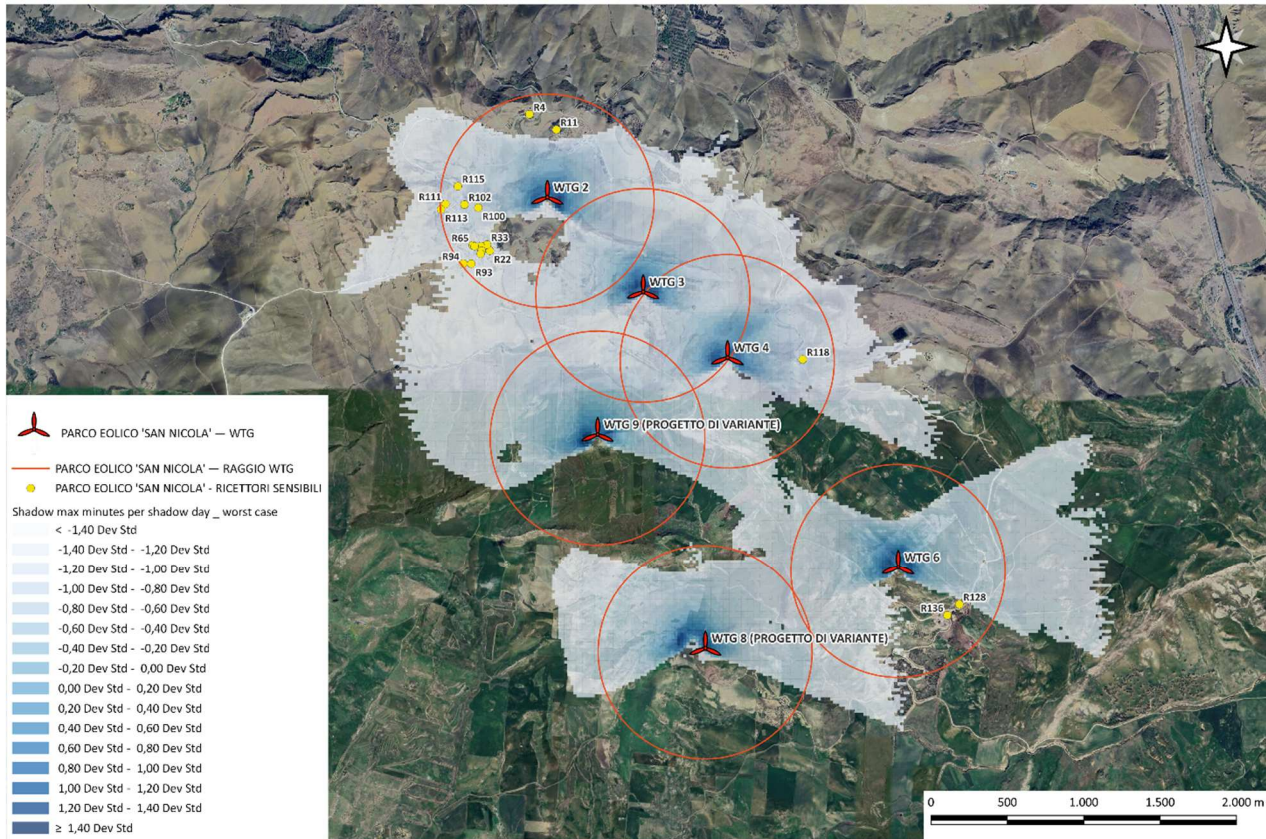 R4
R11
R115
WTG 2
R111
R102
R113
R100
R65
R33
R94
R22
R93
WTG 3
WTG 4
R118
WTG 9 (PROGETTO DI VARIANTE)
WTG 6
R128
R136
WTG 8 (PROGETTO DI VARIANTE)
PARCO EOLICO 'SAN NICOLA' — WTG
PARCO EOLICO 'SAN NICOLA' — RAGGIO WTG
PARCO EOLICO 'SAN NICOLA' - RICETTORI SENSIBILI
Shadow max minutes per shadow day _ worst case
< -1,40 Dev Std
-1,40 Dev Std - -1,20 Dev Std
-1,20 Dev Std - -1,00 Dev Std
-1,00 Dev Std - -0,80 Dev Std
-0,80 Dev Std - -0,60 Dev Std
-0,60 Dev Std - -0,40 Dev Std
-0,40 Dev Std - -0,20 Dev Std
-0,20 Dev Std - 0,00 Dev Std
0,00 Dev Std - 0,20 Dev Std
0,20 Dev Std - 0,40 Dev Std
0,40 Dev Std - 0,60 Dev Std
0,60 Dev Std - 0,80 Dev Std
0,80 Dev Std - 1,00 Dev Std
1,00 Dev Std - 1,20 Dev Std
1,20 Dev Std - 1,40 Dev Std
≥ 1,40 Dev Std
0 500 1.000 1.500 2.000 m